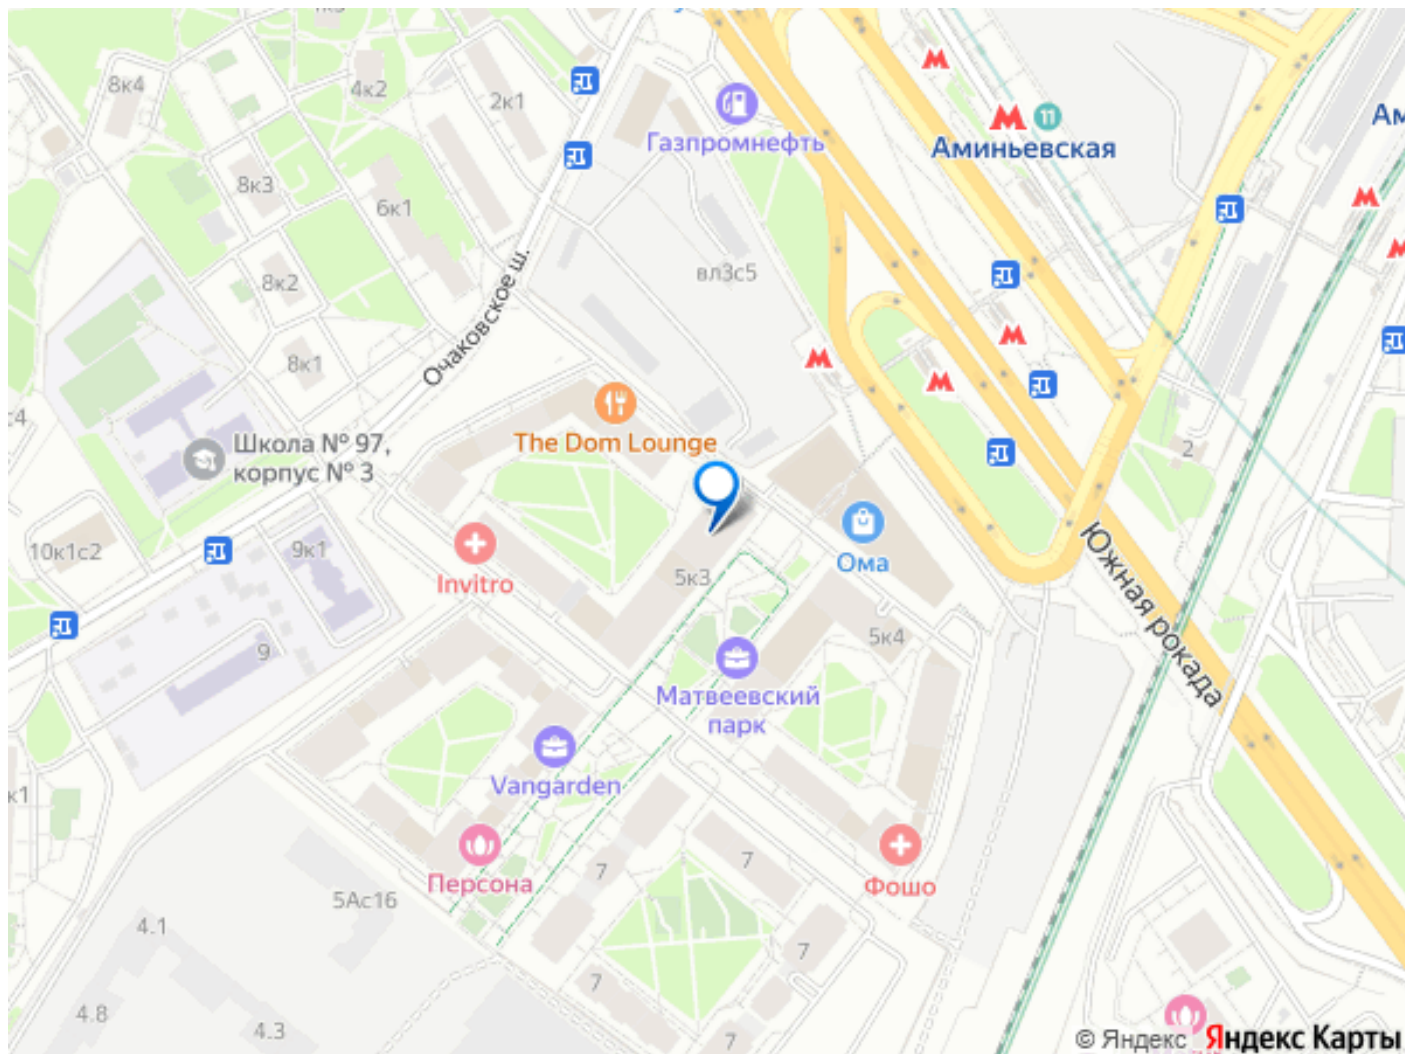 8к4
4к2
2к1
8к3
6к1
8к2
8к1
Газпромнефть
11
Аминьевская
вл3с5
Очаковское ш.
Школа № 97,
корпус № 3
The Dom Lounge
10к1с2
9к1
Invitro
5к3
Ома
2
Южная рокада
5к4
9
Матвеевский
парк
Vangarden
Персона
7
7
Фошо
5Ас16
4.1
7
7
4.8
4.3
7
© Яндекс Яндекс Карты